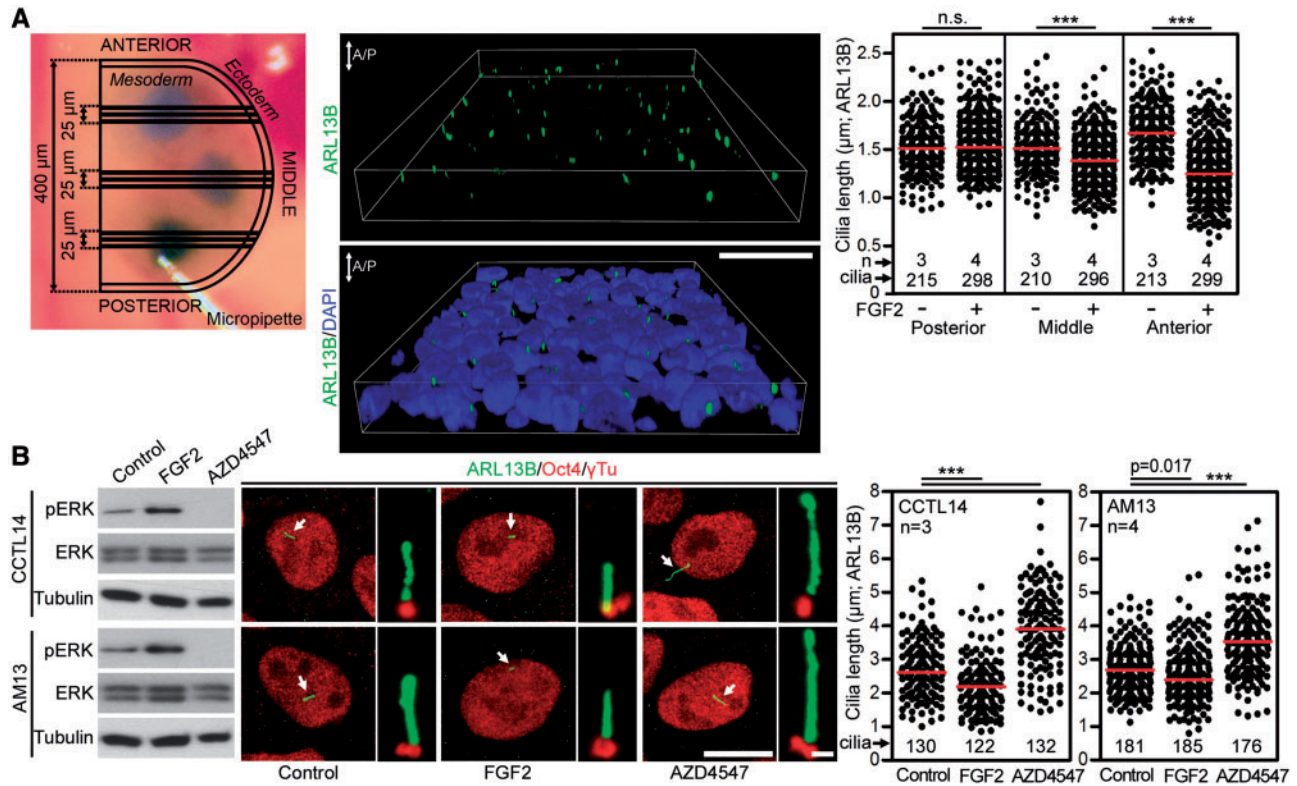 A
ANTERIOR
Mesoderm
Ectoderm
400 µm
25 µm
25 µm
25 µm
MIDDLE
POSTERIOR
Micropipette
A/P
ARL13B
A/P
ARL13B/DAPI
n.s. *** ***
Cilia length (µm; ARL13B)
2.5
2.0
1.5
1.0
0.5
0
n 3 4 3 4 3 4
cilia 215 298 210 296 213 299
FGF2 - + - + - +
Posterior Middle Anterior
B
Control FGF2 AZD4547
CCTL14
pERK
ERK
Tubulin
AM13
pERK
ERK
Tubulin
ARL13B/Oct4/γTu
Control FGF2 AZD4547
Cilia length (µm; ARL13B)
***
CCTL14
n=3
8
7
6
5
4
3
2
1
0
cilia 130 122 132
Control FGF2 AZD4547
p=0.017
***
AM13
n=4
8
7
6
5
4
3
2
1
0
181 185 176
Control FGF2 AZD4547